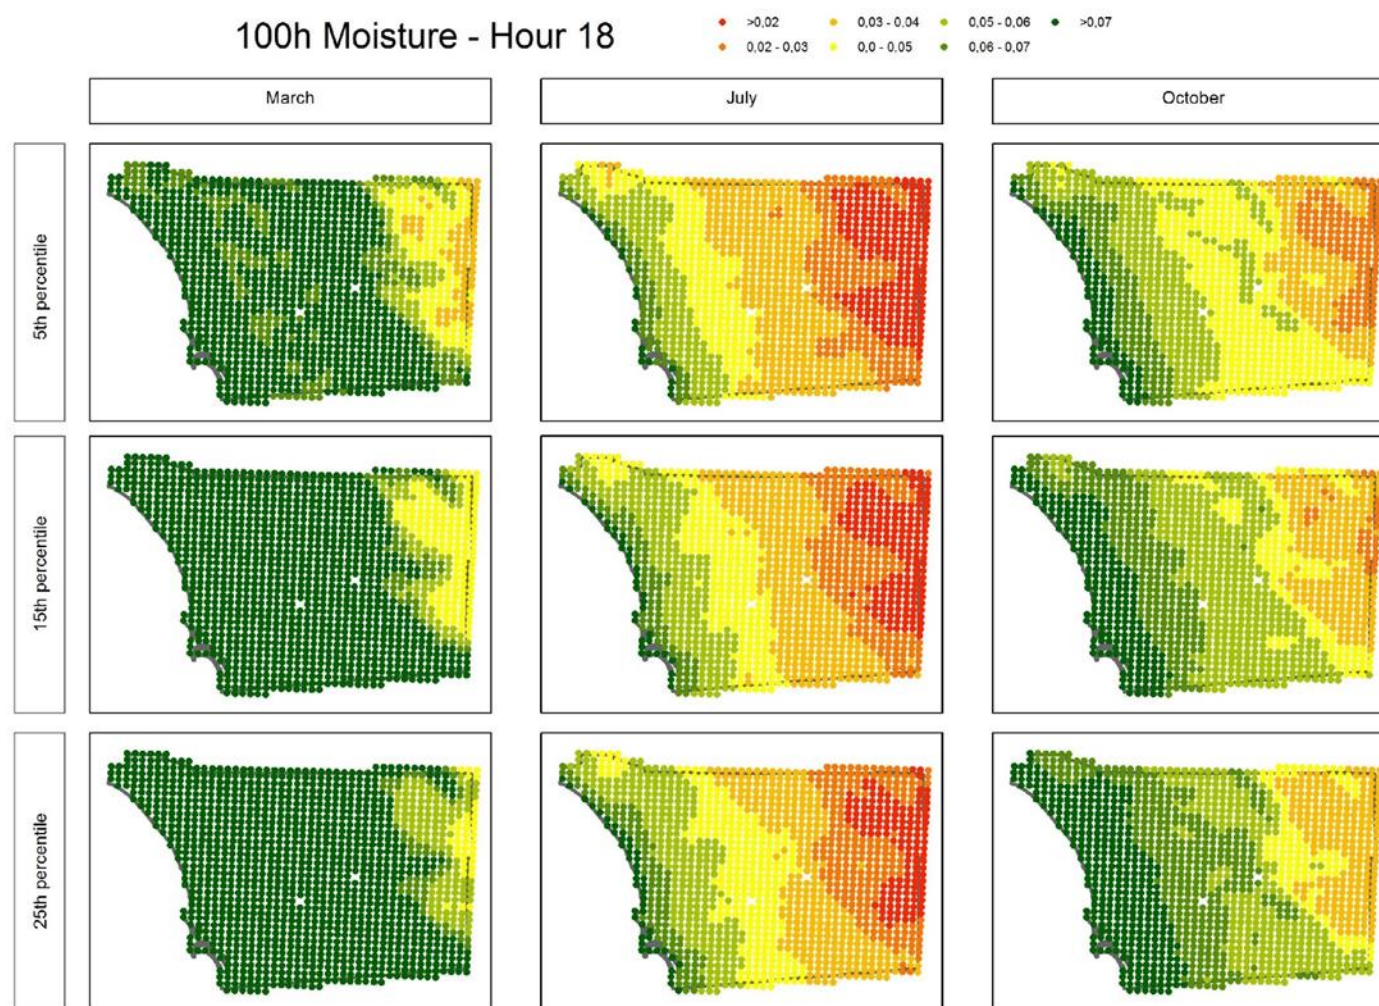 100h Moisture - Hour 18
>0,02
0,03 - 0,04
0,05 - 0,06
>0,07
0,02 - 0,03
0,0 - 0,05
0,06 - 0,07
March
July
October
5th percentile
15th percentile
25th percentile